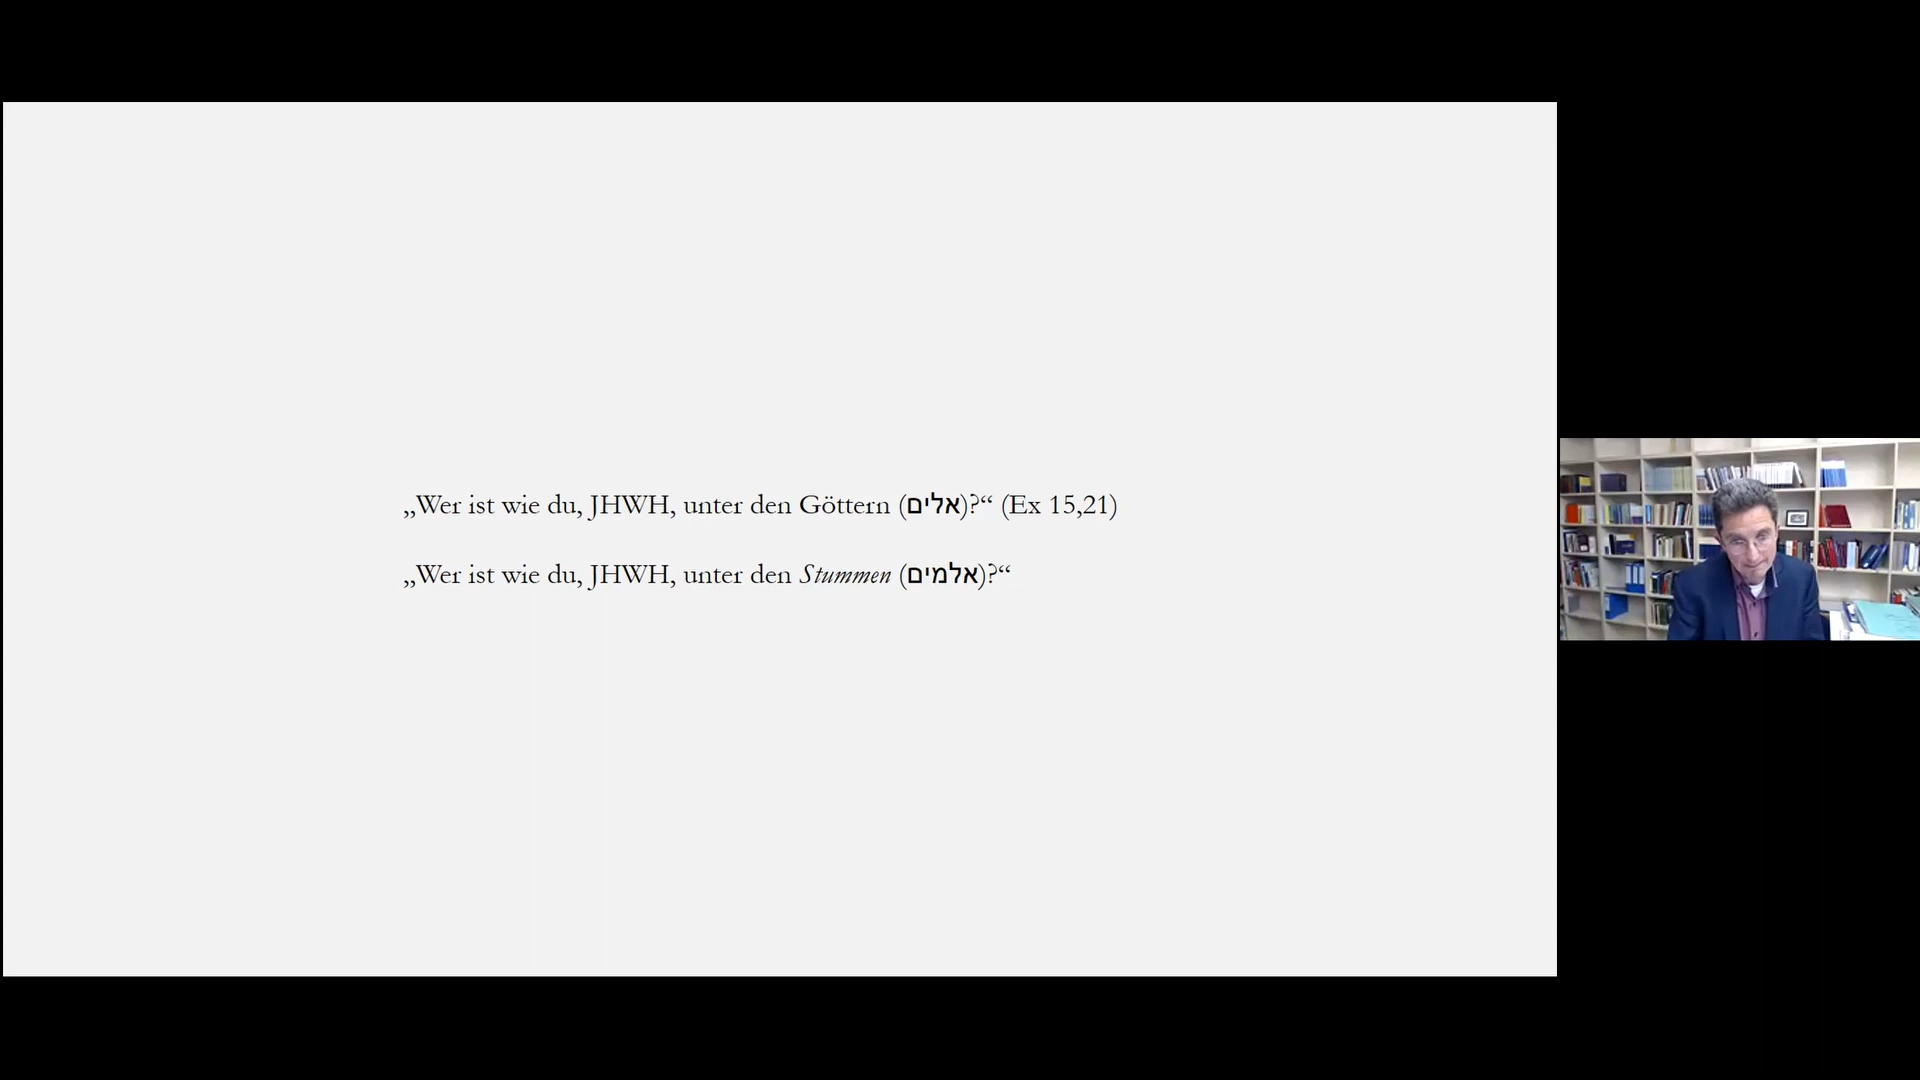 „Wer ist wie du, JHWH, unter den Göttern (אלים)?“ (Ex 15,21)
„Wer ist wie du, JHWH, unter den Stummen (אלמים)?“